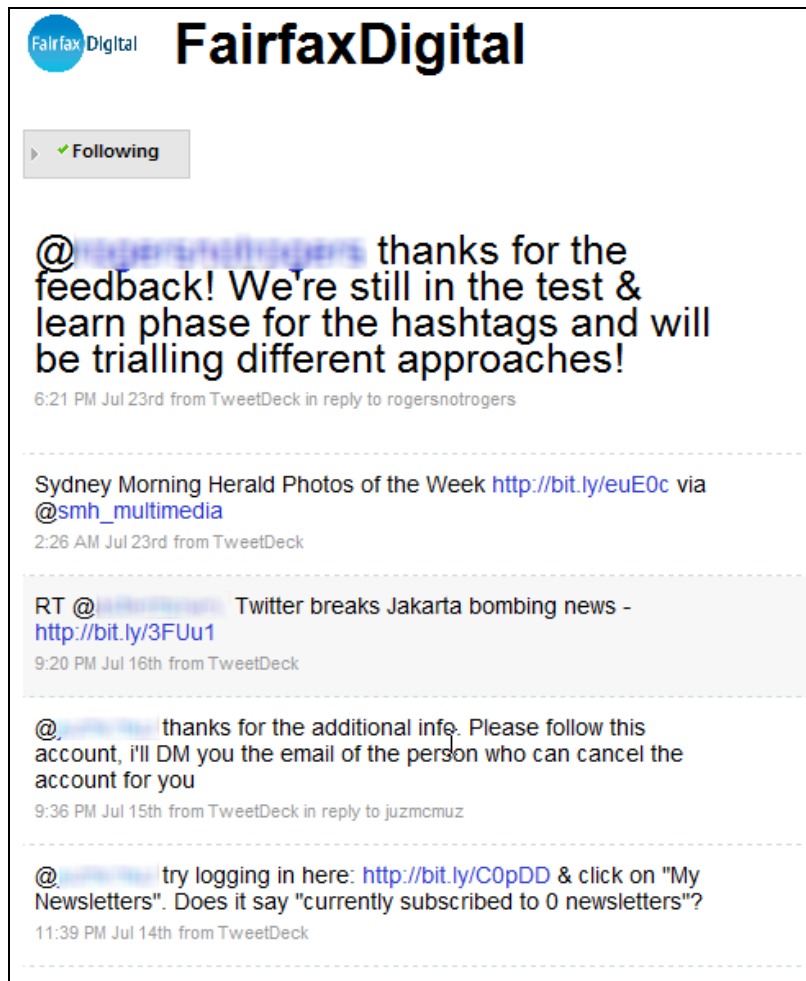 Fairfax Digital FairfaxDigital
Following
@ thanks for the
feedback! We're still in the test &
learn phase for the hashtags and will
be trialling different approaches!
6:21 PM Jul 23rd from TweetDeck in reply to rogersnotrogers
Sydney Morning Herald Photos of the Week http://bit.ly/euE0c via
@smh_multimedia
2:26 AM Jul 23rd from TweetDeck
RT @ Twitter breaks Jakarta bombing news -
http://bit.ly/3FUu1
9:20 PM Jul 16th from TweetDeck
@ thanks for the additional info. Please follow this
account, i'll DM you the email of the person who can cancel the
account for you
9:36 PM Jul 15th from TweetDeck in reply to juzmcmuz
@ try logging in here: http://bit.ly/C0pDD & click on "My
Newsletters". Does it say "currently subscribed to 0 newsletters"?
11:39 PM Jul 14th from TweetDeck